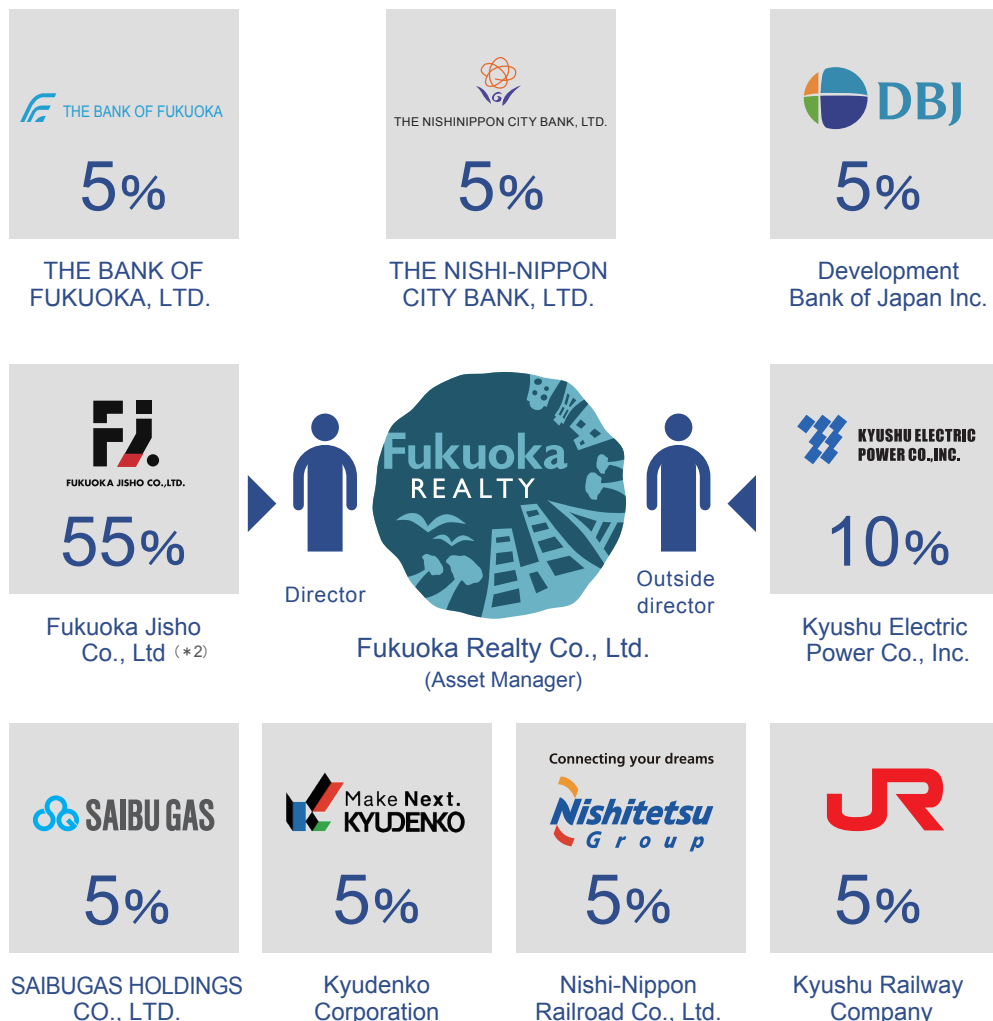 THE BANK OF FUKUOKA
5%
THE BANK OF
FUKUOKA, LTD.
THE NISHINIPPON CITY BANK, LTD.
5%
THE NISHI-NIPPON
CITY BANK, LTD.
DBJ
5%
Development
Bank of Japan Inc.
FJ.
FUKUOKA JISHO CO.,LTD.
55%
Fukuoka Jisho
Co., Ltd (*2)
Director
Fukuoka
REALTY
Fukuoka Realty Co., Ltd.
(Asset Manager)
Outside
director
KYUSHU ELECTRIC
POWER CO.,INC.
10%
Kyushu Electric
Power Co., Inc.
SAIBU GAS
5%
SAIBUGAS HOLDINGS
CO., LTD.
Make Next.
KYUDENKO
5%
Kyudenko
Corporation
Connecting your dreams
Nishitetsu
Group
5%
Nishi-Nippon
Railroad Co., Ltd.
JR
5%
Kyushu Railway
Company